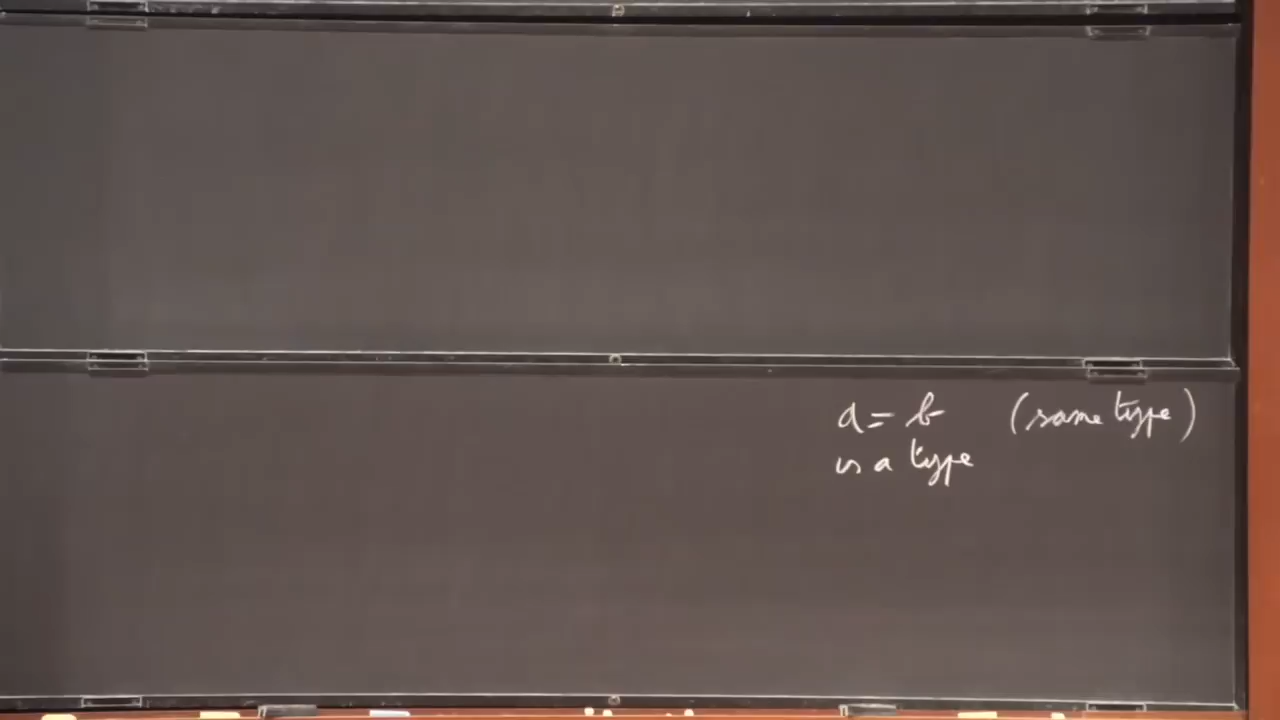 a = b (same type)
is a type